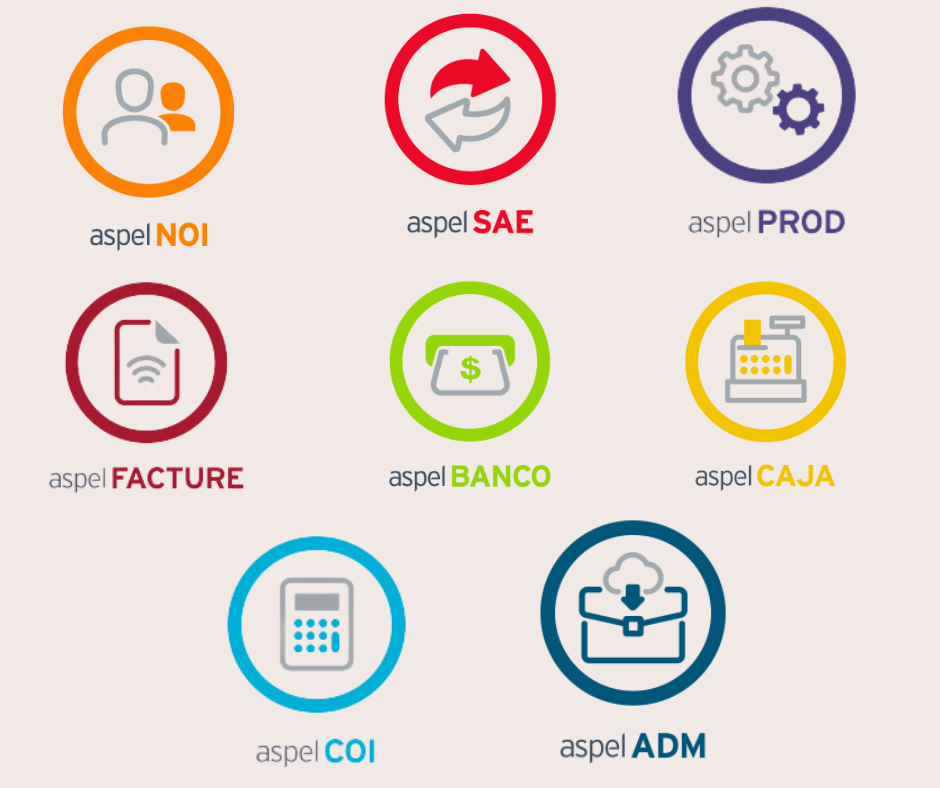 aspel NOI
aspel SAE
aspel PROD
aspel FACTURE
$
aspel BANCO
aspel CAJA
aspel COI
aspel ADM